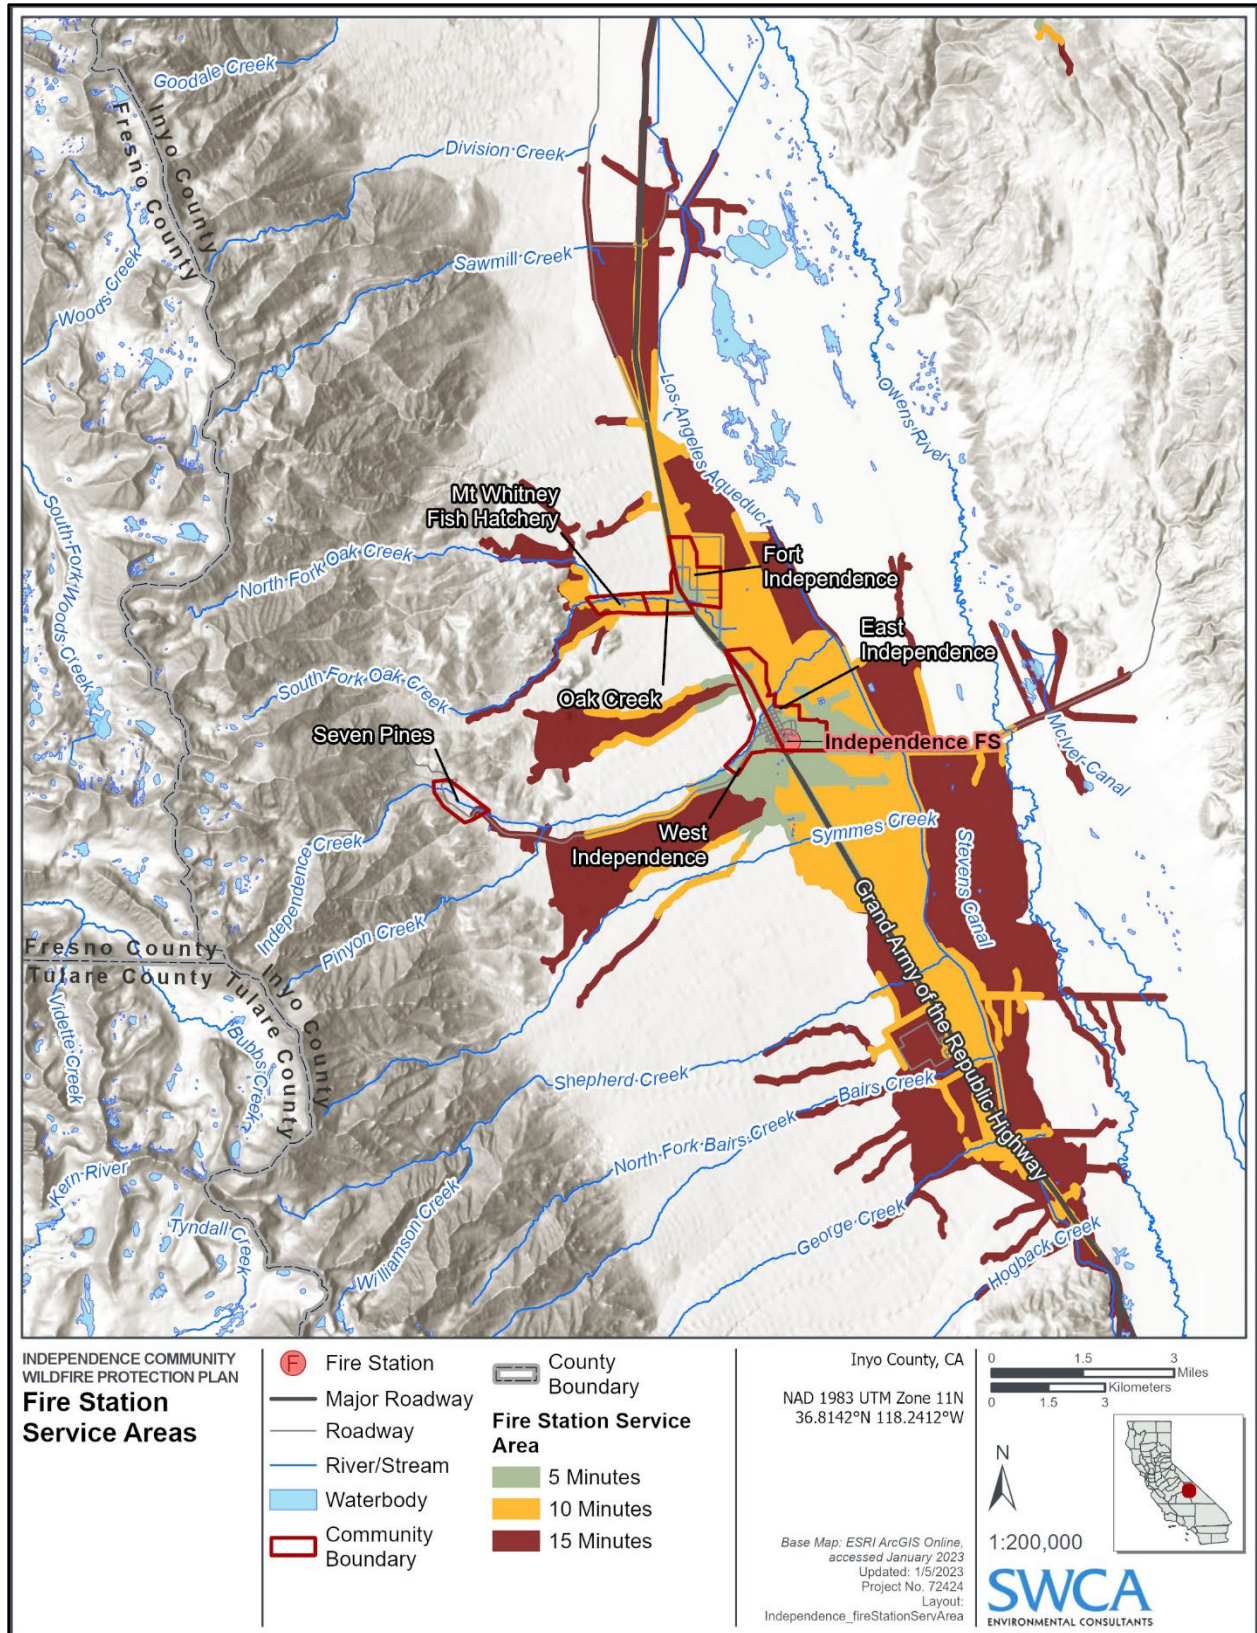 Goodale Creek
Inyo County
Fresno County
Division Creek
Woods Creek
Sawmill Creek
Los Angeles Aqueduct
Owens River
Mt Whitney
Fish Hatchery
South Fork Woods Creek
North Fork Oak Creek
Fort
Independence
East
Independence
South Fork Oak Creek
Oak Creek
McIver Canal
Seven Pines
Independence FS
West
Independence
Symmes Creek
Independence Creek
Stevens Canal
Pinyon Creek
Grand Army of the Republic Highway
Fresno County
Tulare County
Inyo County
Tulare County
Vidette Creek
Bubbs Creek
Shepherd Creek
Bairs Creek
North Fork Bairs Creek
Kern River
Tyndall Creek
Williamson Creek
George Creek
Hogback Creek
INDEPENDENCE COMMUNITY
WILDFIRE PROTECTION PLAN
Fire Station
Service Areas
F Fire Station
Major Roadway
Roadway
River/Stream
Waterbody
Community
Boundary
County
Boundary
Fire Station Service
Area
5 Minutes
10 Minutes
15 Minutes
Inyo County, CA
NAD 1983 UTM Zone 11N
36.8142°N 118.2412°W
Base Map: ESRI ArcGIS Online,
accessed January 2023
Updated: 1/5/2023
Project No. 72424
Layout:
Independence_fireStationServArea
0 1.5 3
Miles
Kilometers
0 1.5 3
N
1:200,000
SWCA
ENVIRONMENTAL CONSULTANTS